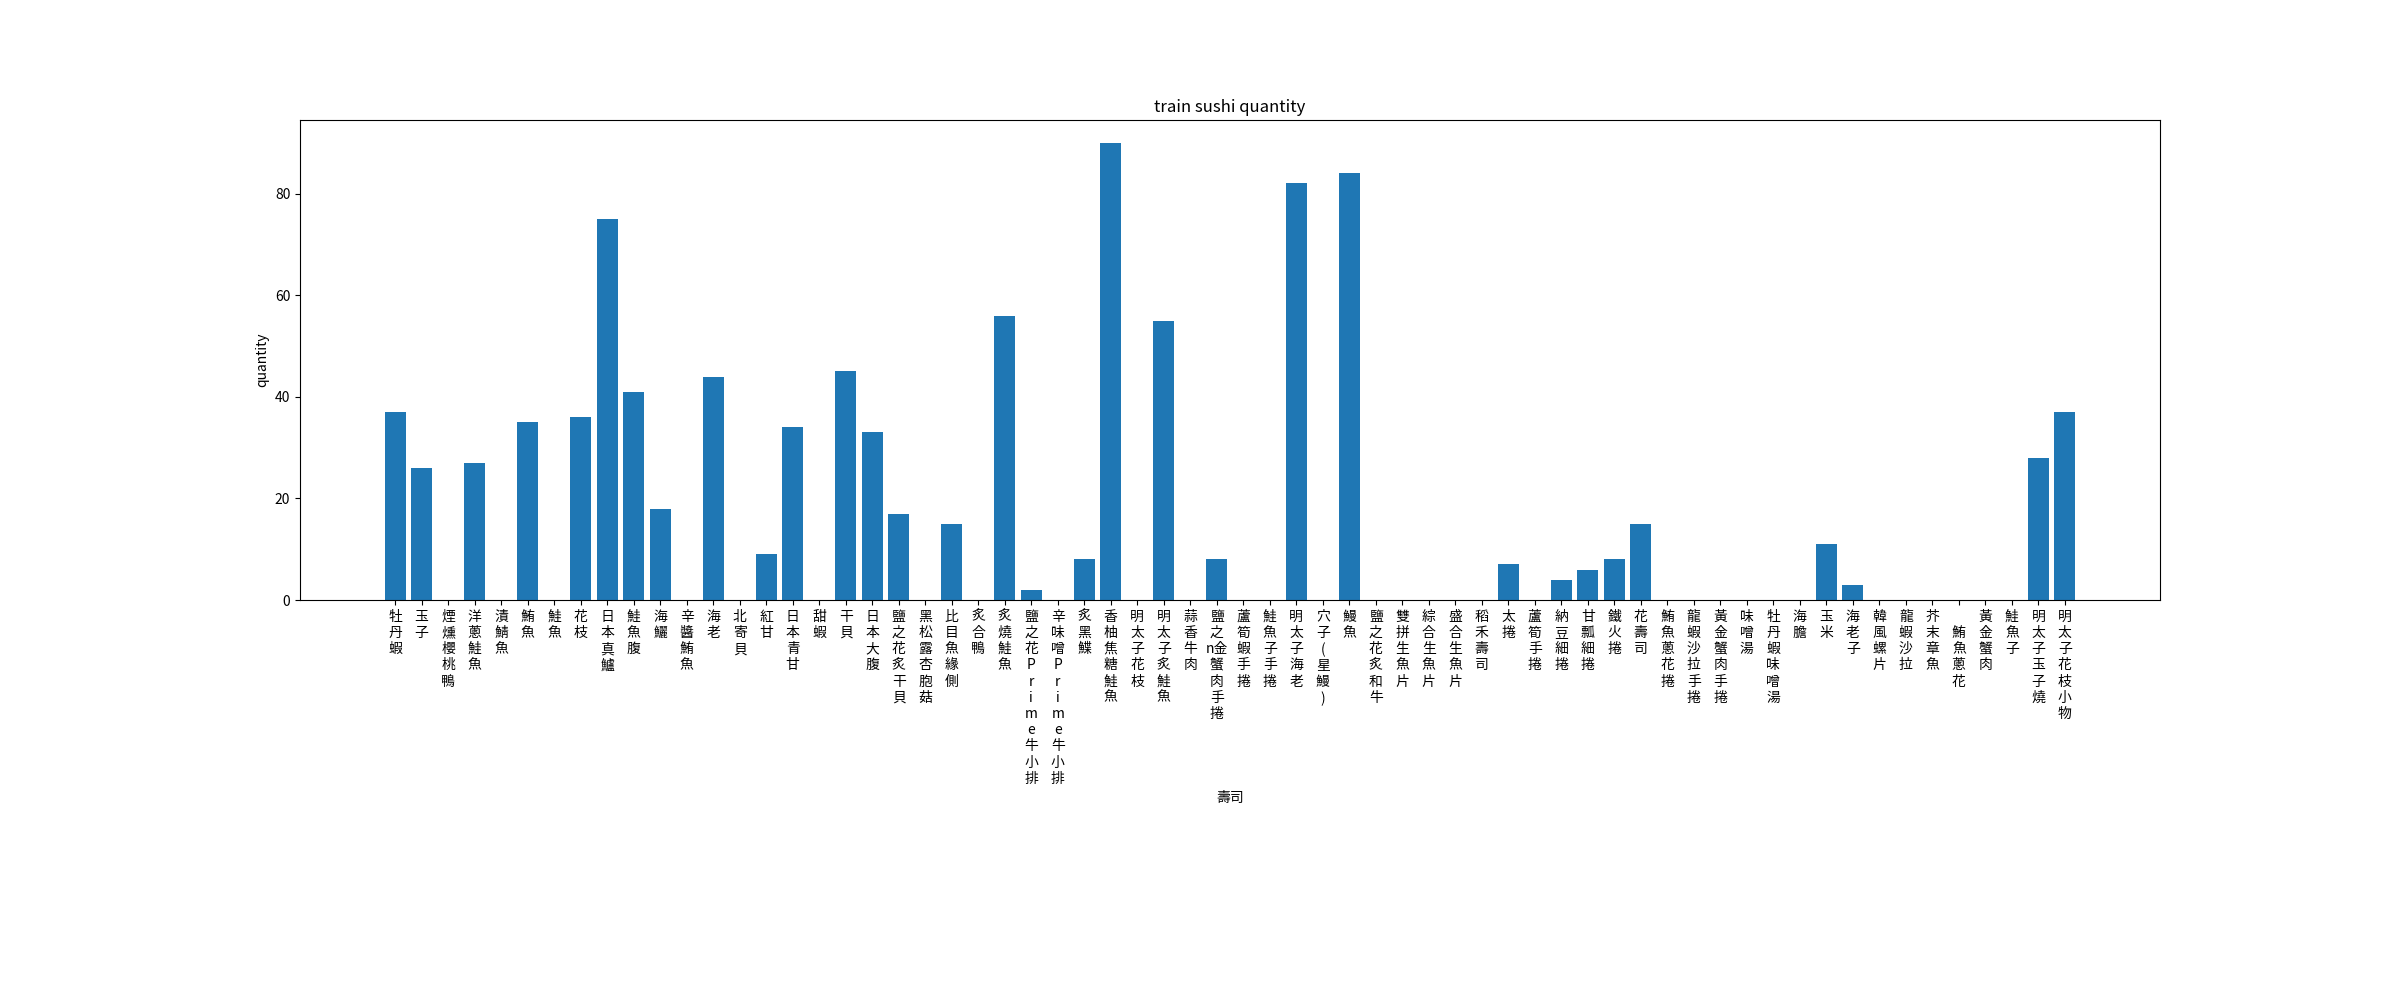 train sushi quantity
quantity
80
60
40
20
0
牡丹蝦
玉子
煙燻櫻桃鴨
洋蔥鮭魚
漬鯖魚
鮪魚
鮭魚
花枝
日本真鱸
鮭魚腹
海鱺
辛醬鮪魚
海老
北寄貝
紅甘
日本青甘
甜蝦
干貝
日本大腹
鹽之花炙干貝
黑松露杏胞菇
比目魚緣側
炙合鴨
炙燒鮭魚
鹽之花Prime牛小排
辛味噌Prime牛小排
炙黑鰈
香柚焦糖鮭魚
明太子花枝
明太子炙鮭魚
蒜香牛肉
鹽之n金蟹肉手捲
蘆筍蝦手捲
鮭魚子手捲
明太子海老
穴子(星鰻)
鰻魚
鹽之花炙和牛
雙拼生魚片
綜合生魚片
盛合生魚片
稻禾壽司
太捲
蘆筍手捲
納豆細捲
甘瓢細捲
鐵火捲
花壽司
鮪魚蔥花捲
龍蝦沙拉手捲
黃金蟹肉手捲
味噌湯
牡丹蝦味噌湯
海膽
玉米
海老子
韓風螺片
龍蝦沙拉
芥末章魚
鮪魚蔥花
黃金蟹肉
鮭魚子
明太子玉子燒
明太子花枝小物
壽司